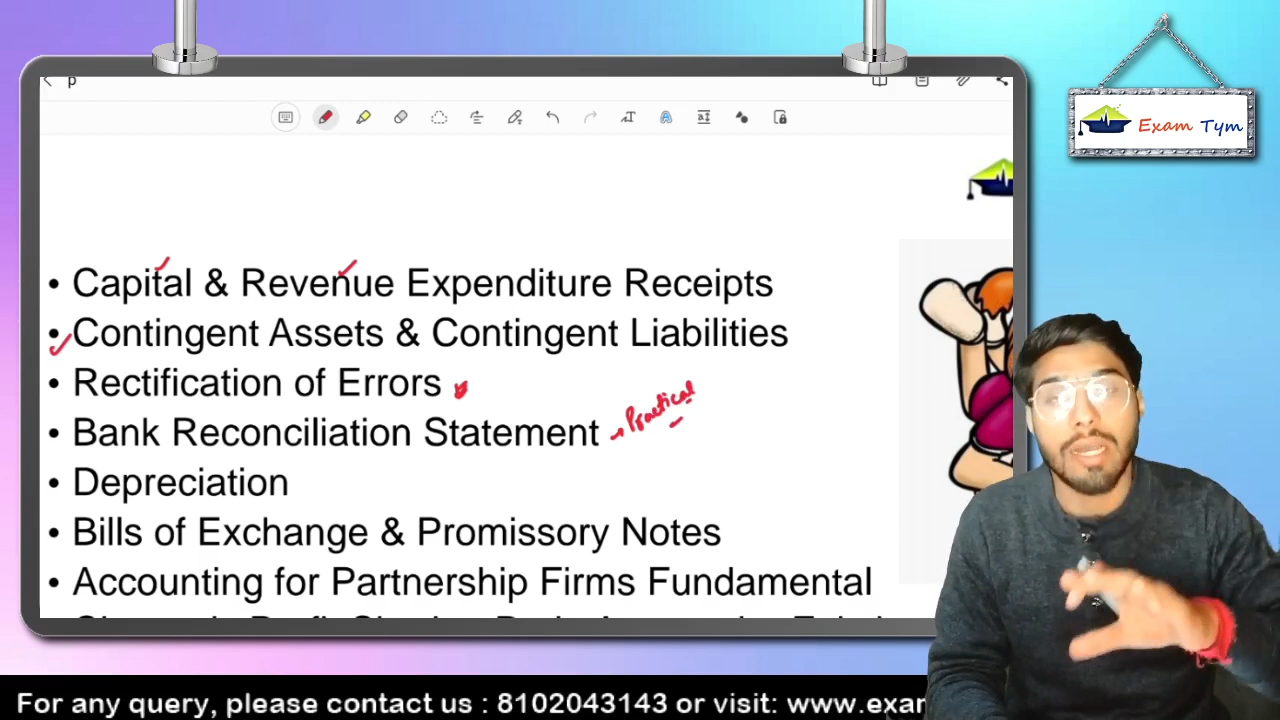 p
Exam Tym
• Capital & Revenue Expenditure Receipts
• Contingent Assets & Contingent Liabilities
• Rectification of Errors
• Bank Reconciliation Statement → Practical
• Depreciation
• Bills of Exchange & Promissory Notes
• Accounting for Partnership Firms Fundamental
For any query, please contact us : 8102043143 or visit: www.exam